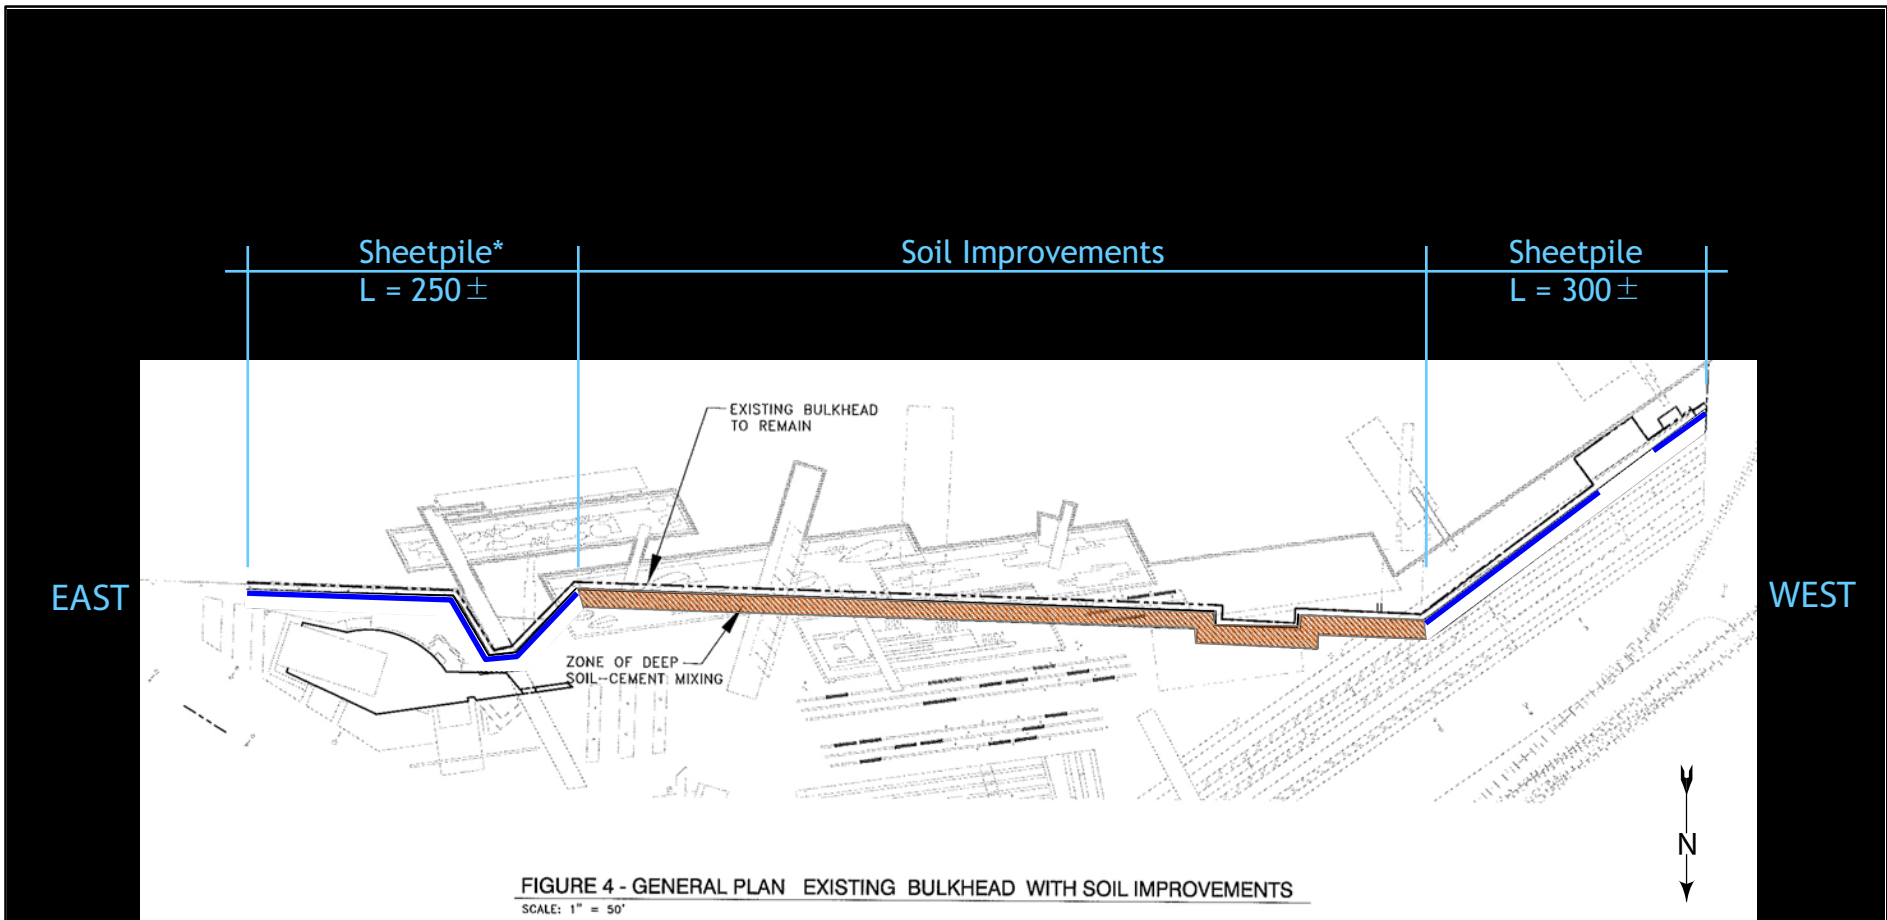 Sheetpile*
L = 250 ±
Soil Improvements
Sheetpile
L = 300 ±
EXISTING BULKHEAD
TO REMAIN
EAST
WEST
ZONE OF DEEP
SOIL-CEMENT MIXING
N
FIGURE 4 - GENERAL PLAN EXISTING BULKHEAD WITH SOIL IMPROVEMENTS
SCALE: 1" = 50'